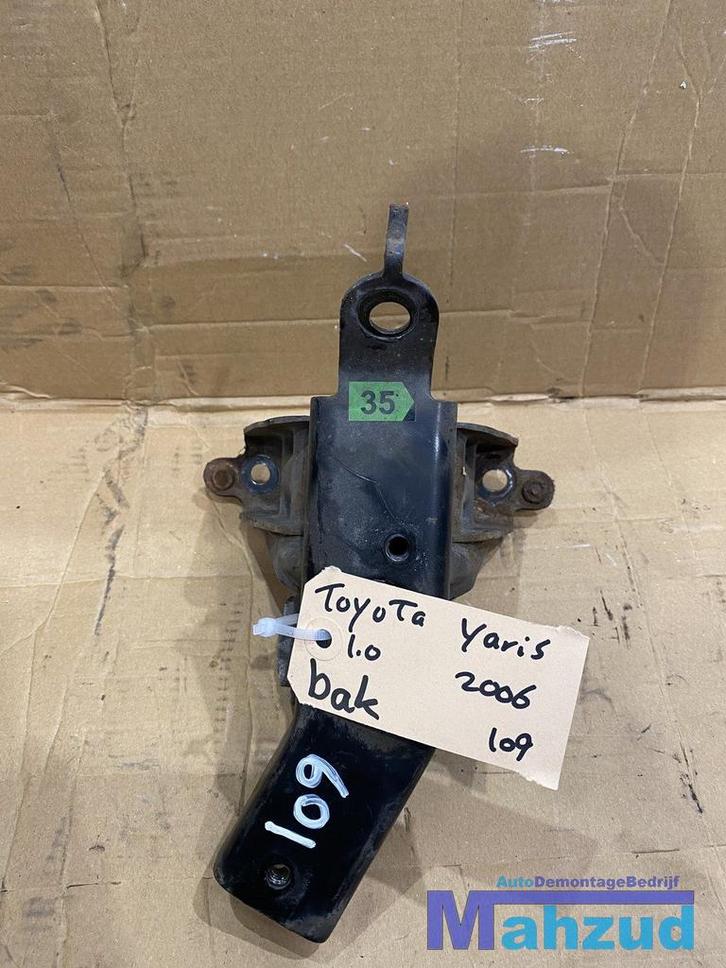 35
Toyota Yaris
1.0 2006
bak
109
109
AutoDemontageBedrijf
Mahzud